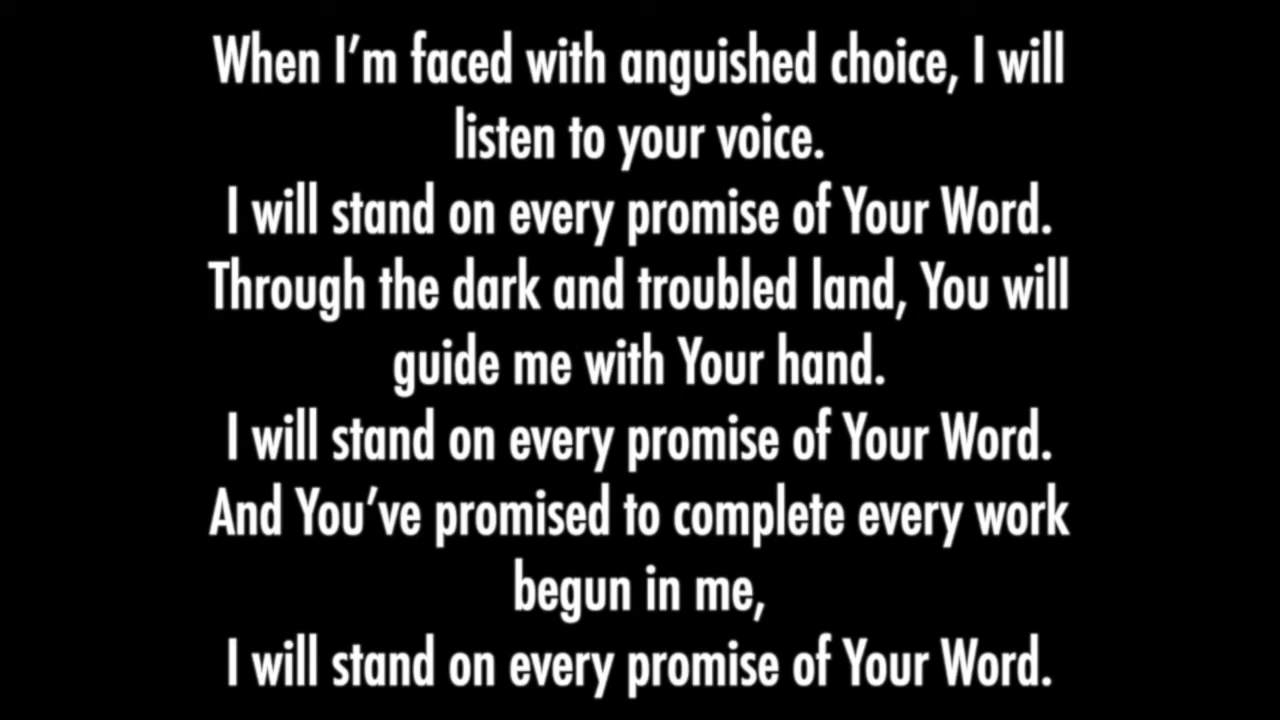 When I’m faced with anguished choice, I will
listen to your voice.
I will stand on every promise of Your Word.
Through the dark and troubled land, You will
guide me with Your hand.
I will stand on every promise of Your Word.
And You’ve promised to complete every work
begun in me,
I will stand on every promise of Your Word.